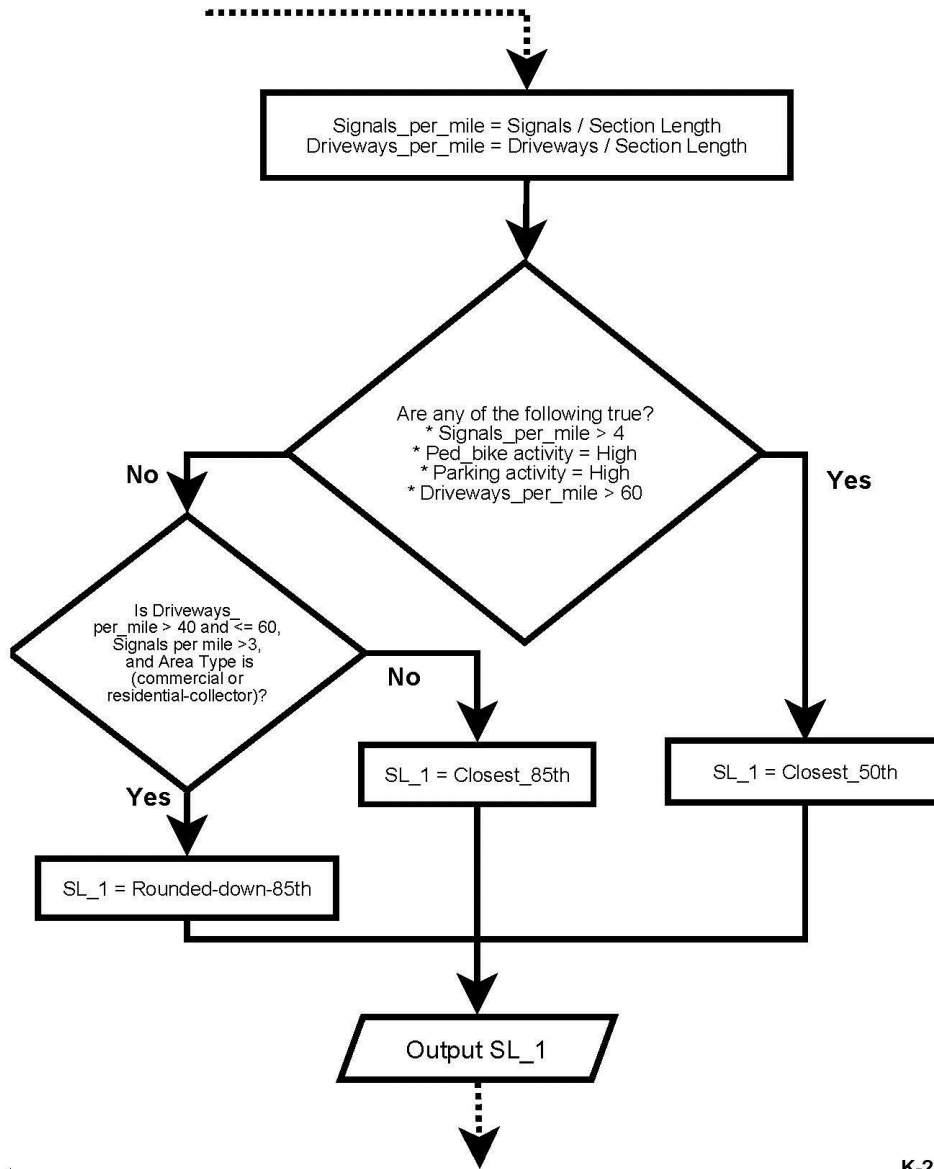 Signals_per_mile = Signals / Section Length
Driveways_per_mile = Driveways / Section Length
Are any of the following true?
* Signals_per_mile > 4
* Ped_bike activity = High
* Parking activity = High
* Driveways_per_mile > 60
No
Yes
Is Driveways_
per_mile > 40 and <= 60,
Signals per mile >3,
and Area Type is
(commercial or
residential-collector)?
No
SL_1 = Closest_85th
SL_1 = Closest_50th
Yes
SL_1 = Rounded-down-85th
Output SL_1
K-2